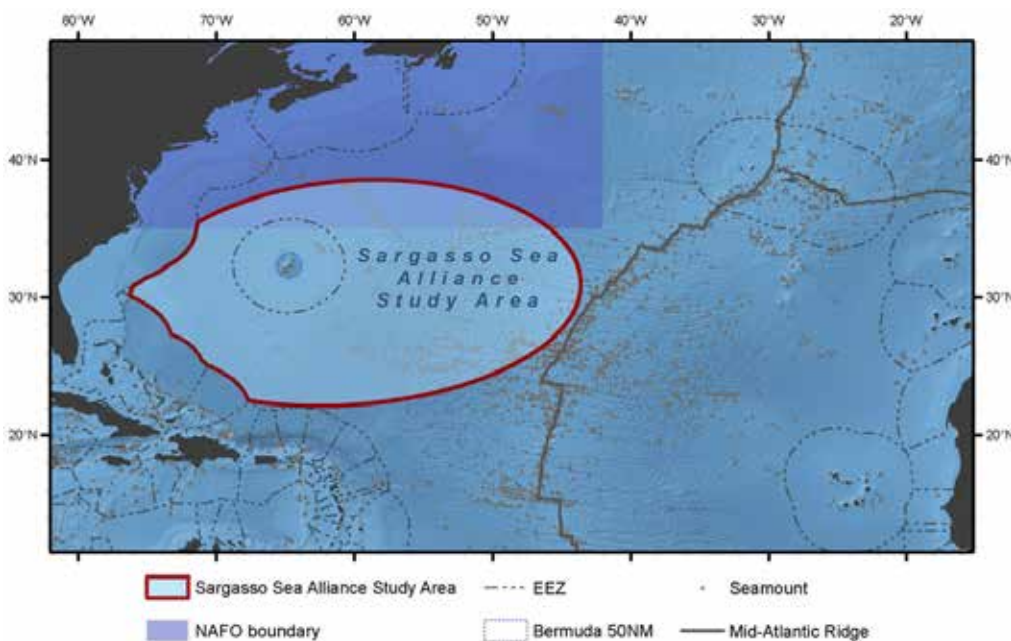 80°W 70°W 60°W 50°W 40°W 30°W 20°W
40°N 40°N
Sargasso Sea
Alliance
Study Area
30°N 30°N
20°N 20°N
Sargasso Sea Alliance Study Area EEZ Seamount
NAFO boundary Bermuda 50NM Mid-Atlantic Ridge